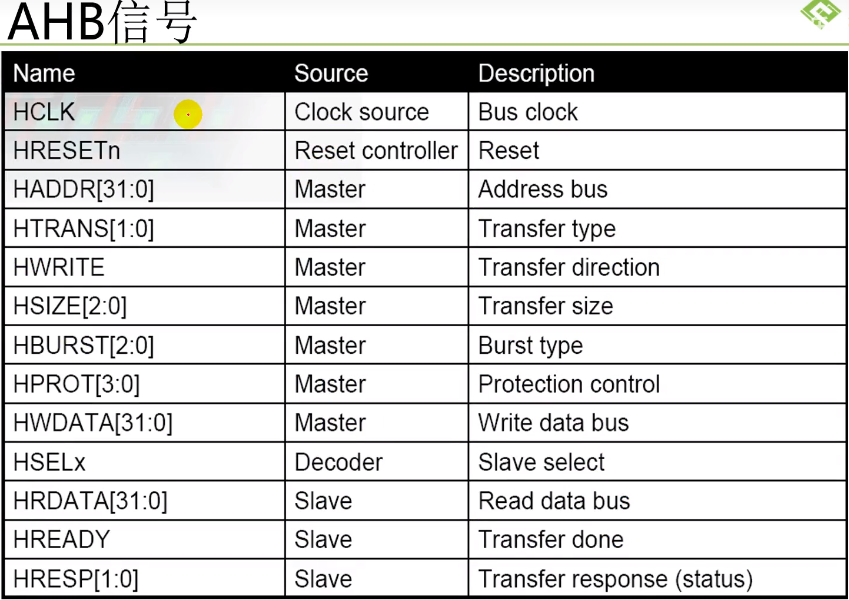 AHB信号
Name Source Description
HCLK Clock source Bus clock
HRESETn Reset controller Reset
HADDR[31:0] Master Address bus
HTRANS[1:0] Master Transfer type
HWRITE Master Transfer direction
HSIZE[2:0] Master Transfer size
HBURST[2:0] Master Burst type
HPROT[3:0] Master Protection control
HWDATA[31:0] Master Write data bus
HSELx Decoder Slave select
HRDATA[31:0] Slave Read data bus
HREADY Slave Transfer done
HRESP[1:0] Slave Transfer response (status)